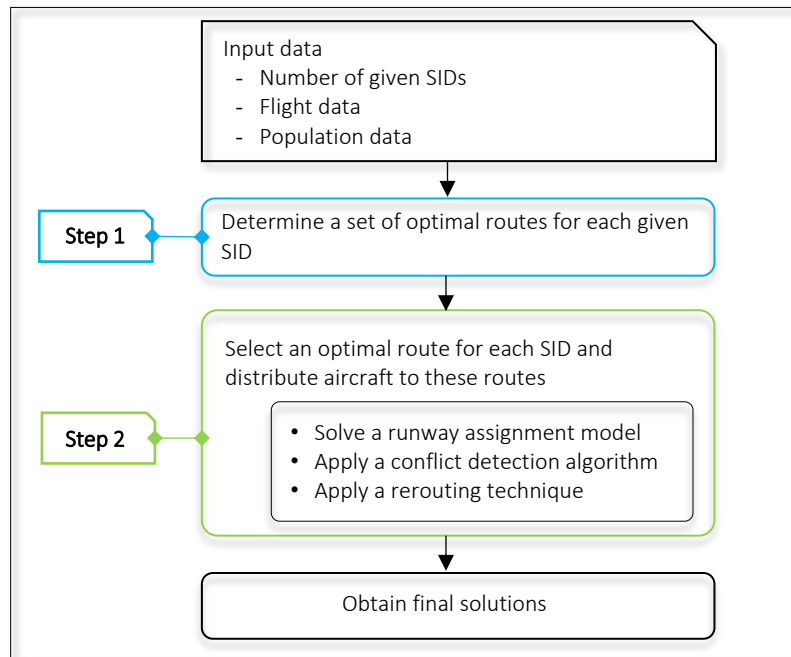 Input data
- Number of given SIDs
- Flight data
- Population data
Step 1
Determine a set of optimal routes for each given
SID
Select an optimal route for each SID and
distribute aircraft to these routes
Step 2
• Solve a runway assignment model
• Apply a conflict detection algorithm
• Apply a rerouting technique
Obtain final solutions